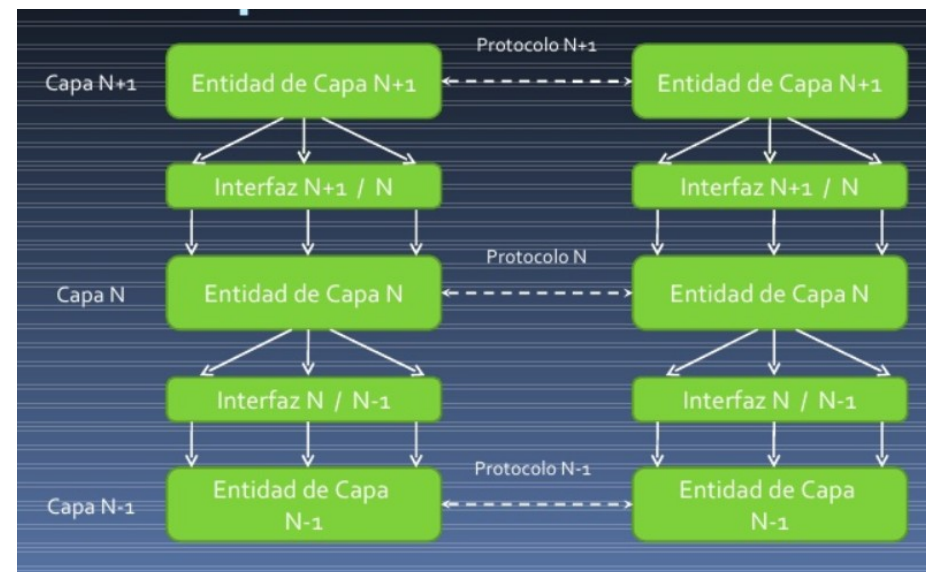 Protocolo N+1
Capa N+1
Entidad de Capa N+1
Entidad de Capa N+1
Interfaz N+1 / N
Interfaz N+1 / N
Protocolo N
Capa N
Entidad de Capa N
Entidad de Capa N
Interfaz N / N-1
Interfaz N / N-1
Protocolo N-1
Capa N-1
Entidad de Capa
N-1
Entidad de Capa
N-1